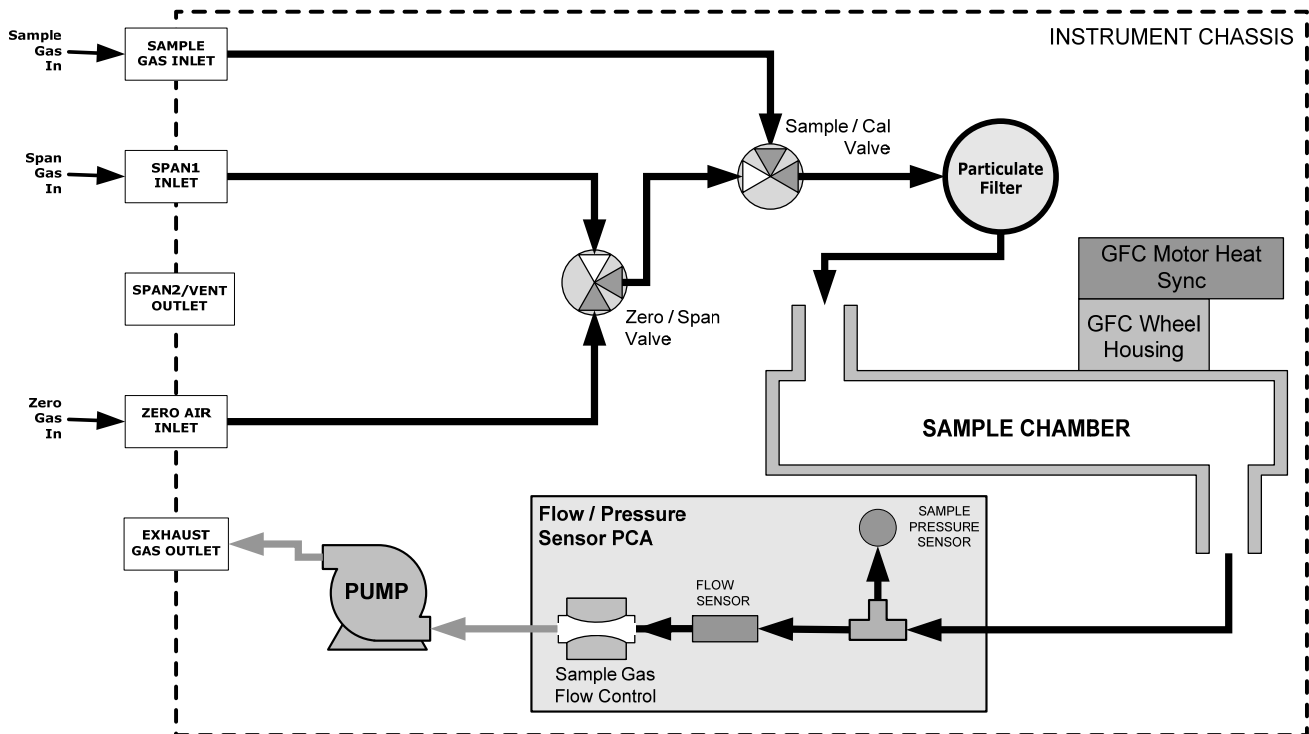 INSTRUMENT CHASSIS
Sample
Gas
In
SAMPLE
GAS INLET
Span
Gas
In
SPAN1
INLET
Sample / Cal
Valve
Particulate
Filter
SPAN2/VENT
OUTLET
Zero / Span
Valve
GFC Motor Heat
Sync
GFC Wheel
Housing
Zero
Gas
In
ZERO AIR
INLET
SAMPLE CHAMBER
EXHAUST
GAS OUTLET
PUMP
Flow / Pressure
Sensor PCA
SAMPLE
PRESSURE
SENSOR
FLOW
SENSOR
Sample Gas
Flow Control